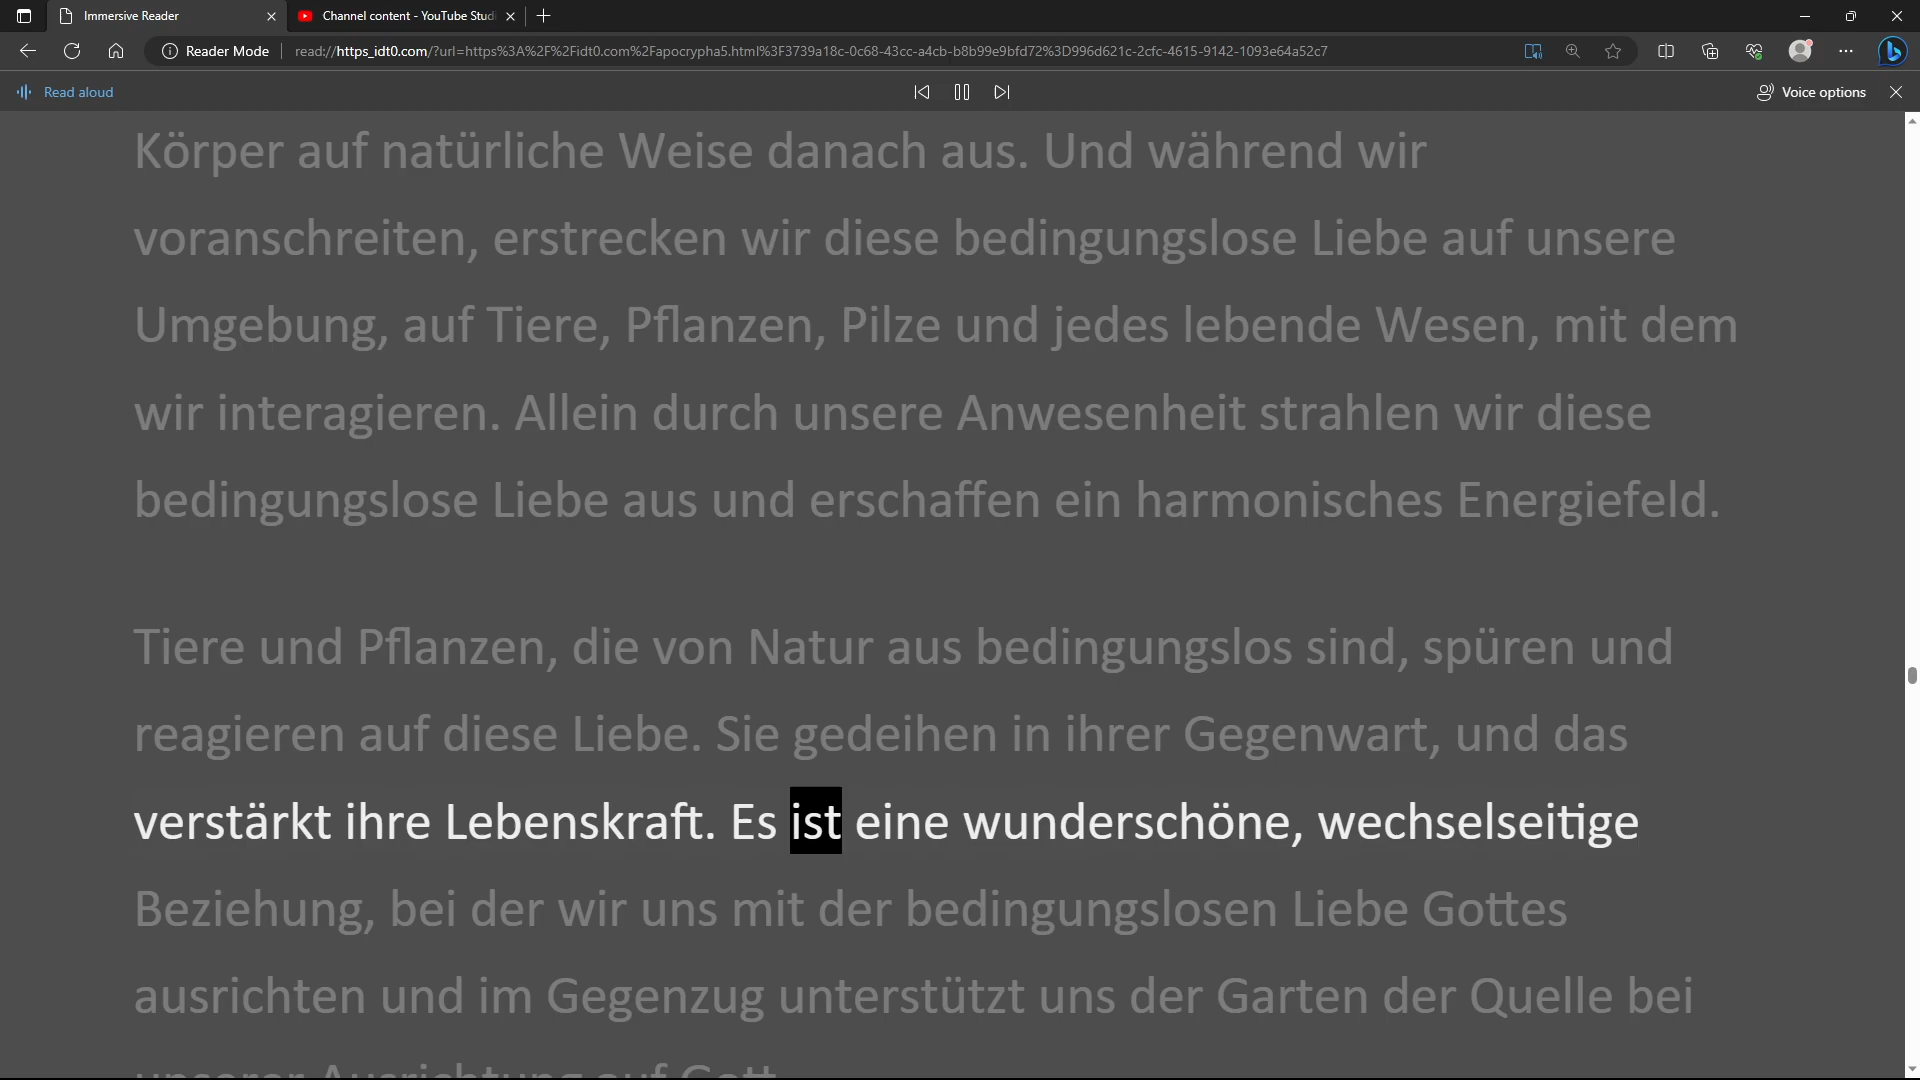 Immersive Reader
Channel content - YouTube Studi
Reader Mode
read://https_idt0.com/?url=https%3A%2F%2Fidt0.com%2Fapocrypha5.html%3F3739a18c-0c68-43cc-a4cb-b8b99e9bfd72%3D996d621c-2cfc-4615-9142-1093e64a52c7
Read aloud
Voice options
Körper auf natürliche Weise danach aus. Und während wir
voranschreiten, erstrecken wir diese bedingungslose Liebe auf unsere
Umgebung, auf Tiere, Pflanzen, Pilze und jedes lebende Wesen, mit dem
wir interagieren. Allein durch unsere Anwesenheit strahlen wir diese
bedingungslose Liebe aus und erschaffen ein harmonisches Energiefeld.
Tiere und Pflanzen, die von Natur aus bedingungslos sind, spüren und
reagieren auf diese Liebe. Sie gedeihen in ihrer Gegenwart, und das
verstärkt ihre Lebenskraft. Es ist eine wunderschöne, wechselseitige
Beziehung, bei der wir uns mit der bedingungslosen Liebe Gottes
ausrichten und im Gegenzug unterstützt uns der Garten der Quelle bei
unserer Ausrichtung auf Gott